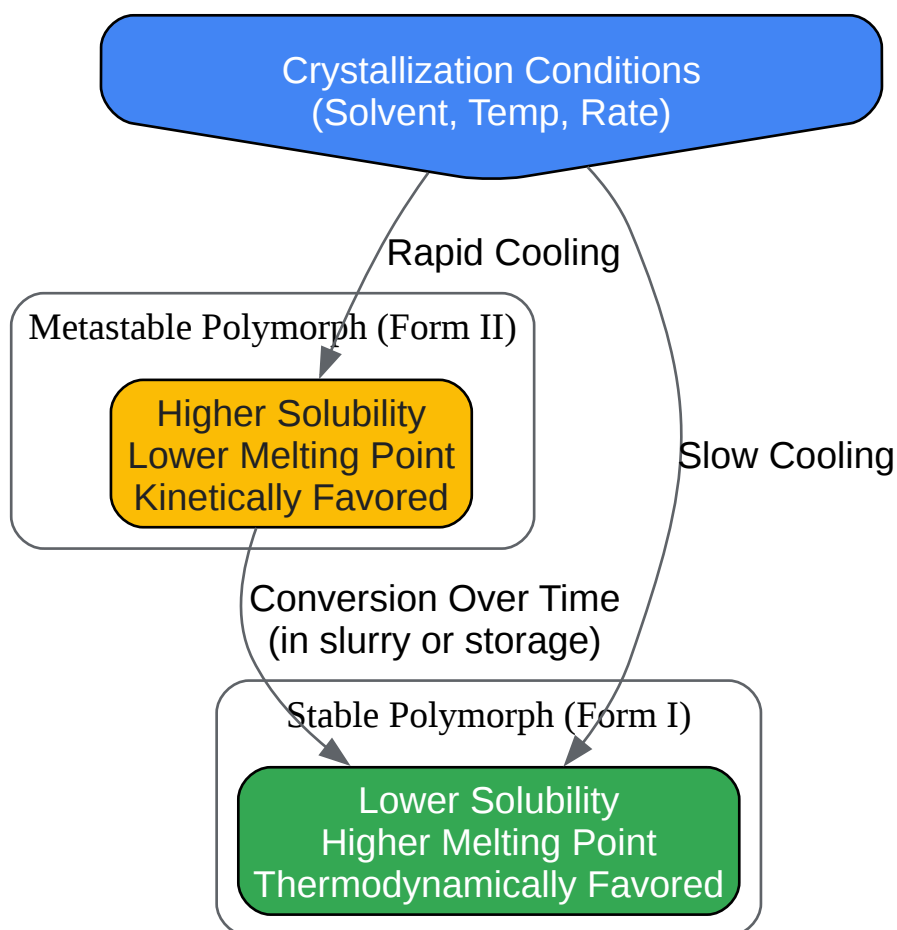 Crystallization Conditions
(Solvent, Temp, Rate)
Rapid Cooling
Metastable Polymorph (Form II)
Higher Solubility
Lower Melting Point
Kinetically Favored
Slow Cooling
Conversion Over Time
(in slurry or storage)
Stable Polymorph (Form I)
Lower Solubility
Higher Melting Point
Thermodynamically Favored